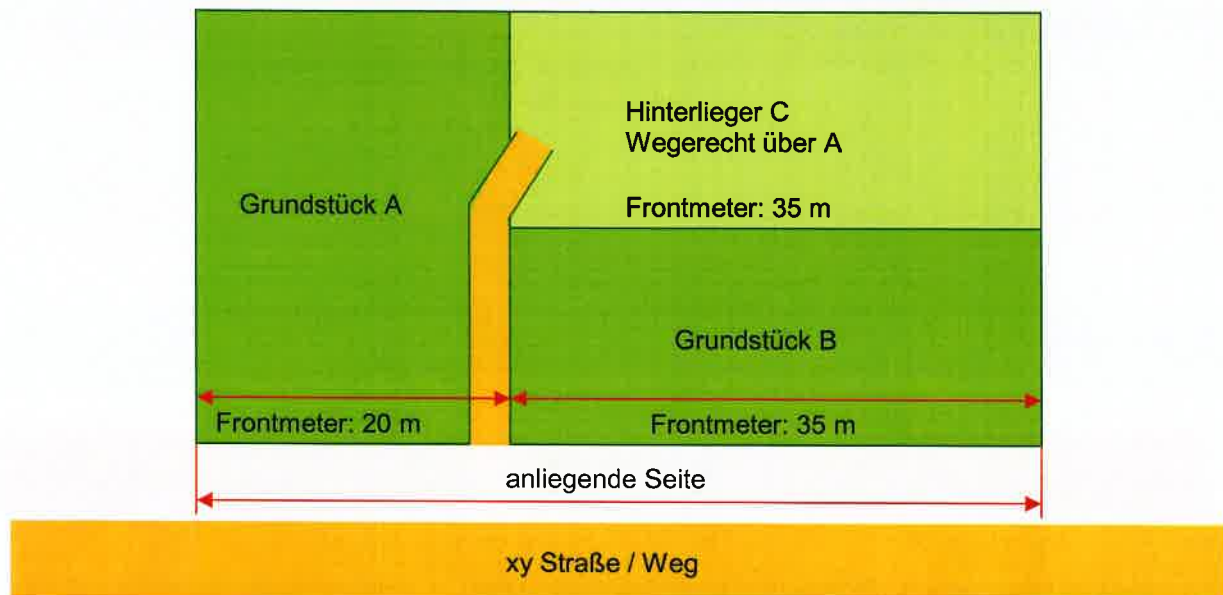 Hinterlieger C
Wegerecht über A
Frontmeter: 35 m
Grundstück A
Grundstück B
Frontmeter: 20 m
Frontmeter: 35 m
anliegende Seite
xy Straße / Weg